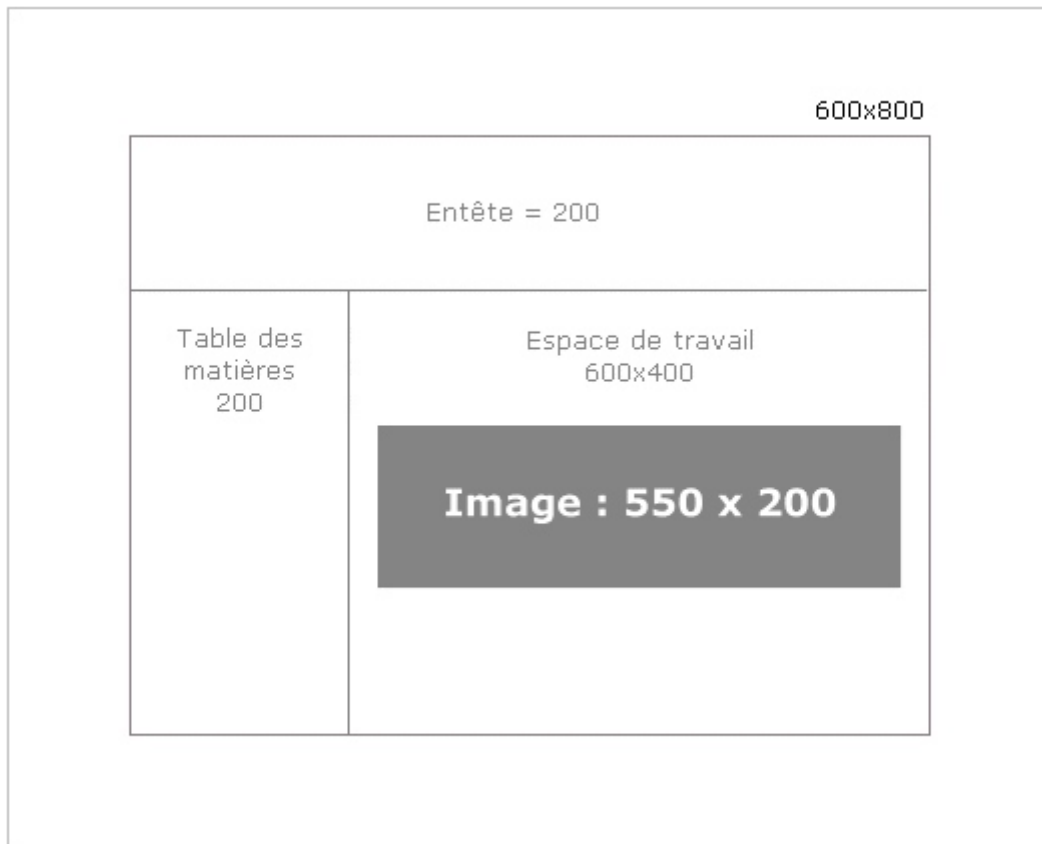 600x800
Entête = 200
Table des
matières
200
Espace de travail
600x400
Image : 550 x 200